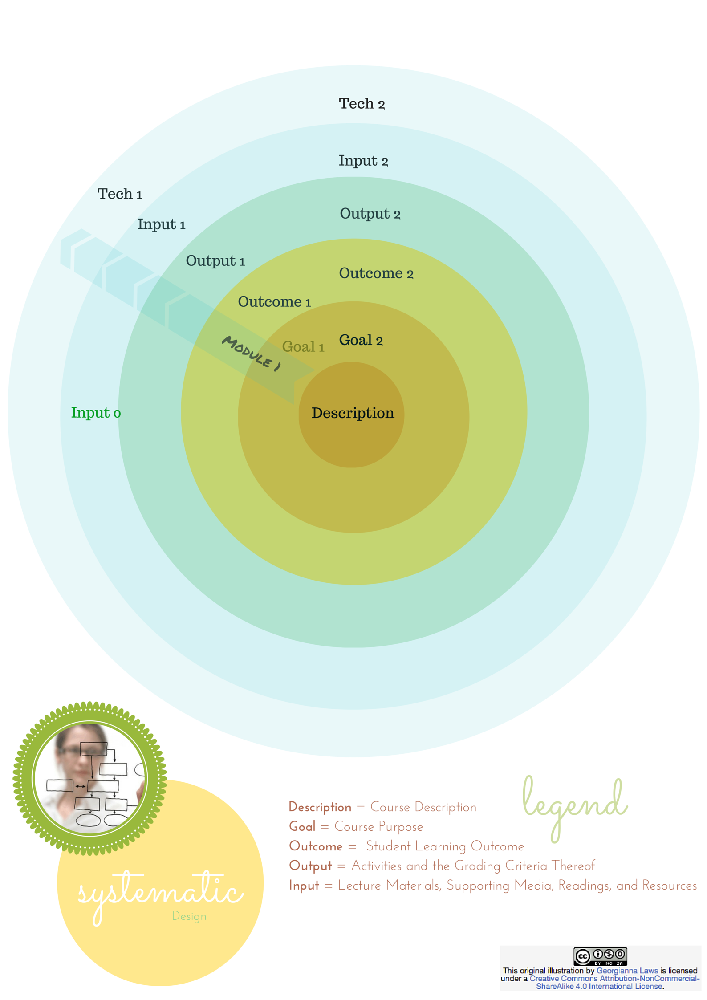 Tech 2
Input 2
Tech 1
Output 2
Input 1
Output 1
Outcome 2
Outcome 1
Goal 2
Goal 1
MODULE 1
Input 0
Description
legend
Description = Course Description
Goal = Course Purpose
Outcome = Student Learning Outcome
Output = Activities and the Grading Criteria Thereof
Input = Lecture Materials, Supporting Media, Readings, and Resources
systematic
Design
cc
BY NC SA
This original illustration by Georgianna Laws is licensed
under a Creative Commons Attribution-NonCommercial-
ShareAlike 4.0 International License.